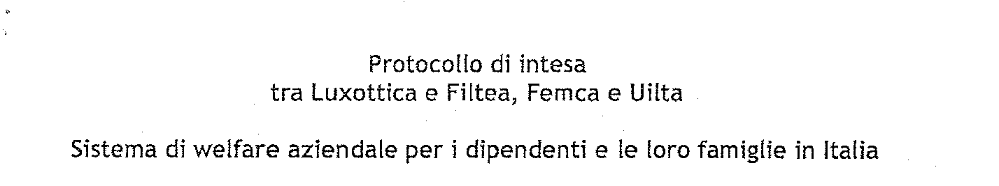 Protocollo di intesa
tra Luxottica e Filtea, Femca e Uilta
Sistema di welfare aziendale per i dipendenti e le loro famiglie in Italia